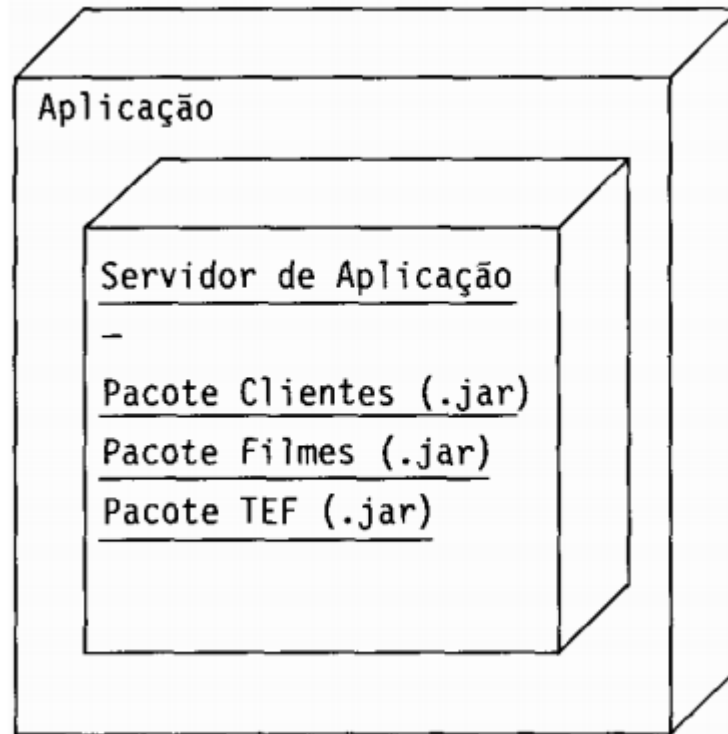 Aplicação
Servidor de Aplicação
–
Pacote Clientes (.jar)
Pacote Filmes (.jar)
Pacote TEF (.jar)